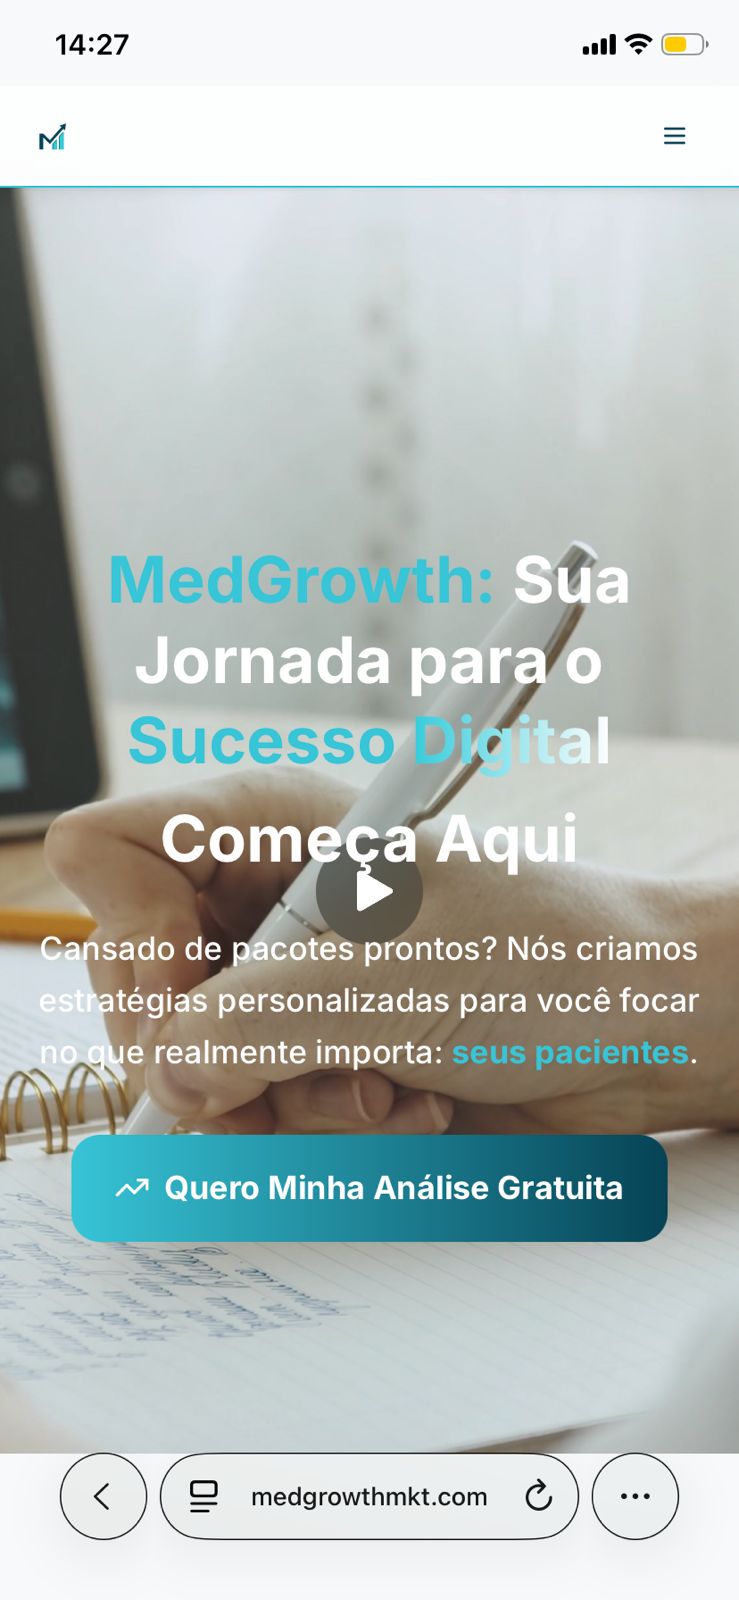 14:27
MedGrowth: Sua
Jornada para o
Sucesso Digital
Começa Aqui
Cansado de pacotes prontos? Nós criamos
estratégias personalizadas para você focar
no que realmente importa: seus pacientes.
Quero Minha Análise Gratuita
medgrowthmkt.com